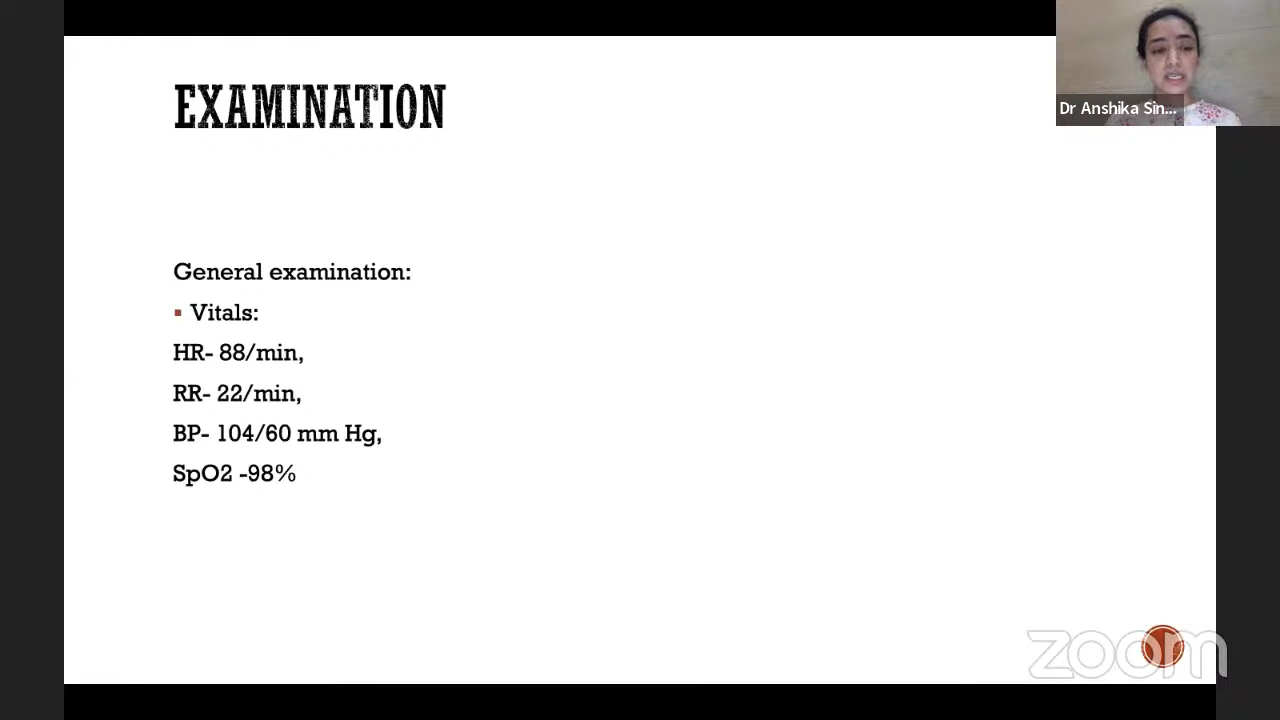 EXAMINATION
Dr Anshika Sin...
General examination:
▪ Vitals:
HR- 88/min,
RR- 22/min,
BP- 104/60 mm Hg,
SpO2 -98%
zoom